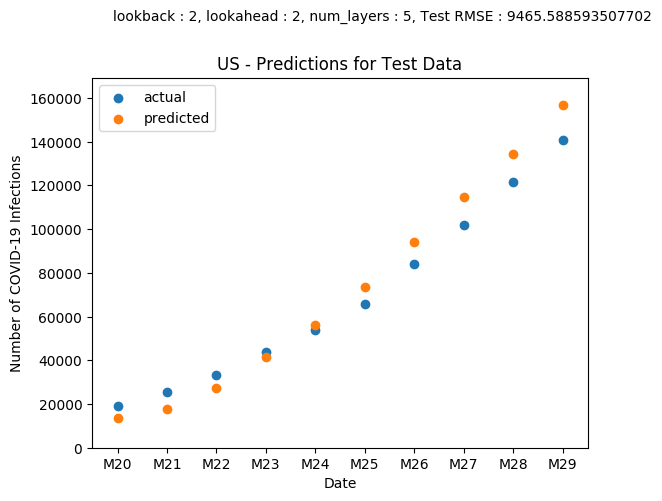 lookback : 2, lookahead : 2, num_layers : 5, Test RMSE : 9465.588593507702
US - Predictions for Test Data
actual
predicted
160000
140000
120000
100000
80000
60000
40000
20000
0
Number of COVID-19 Infections
M20 M21 M22 M23 M24 M25 M26 M27 M28 M29
Date